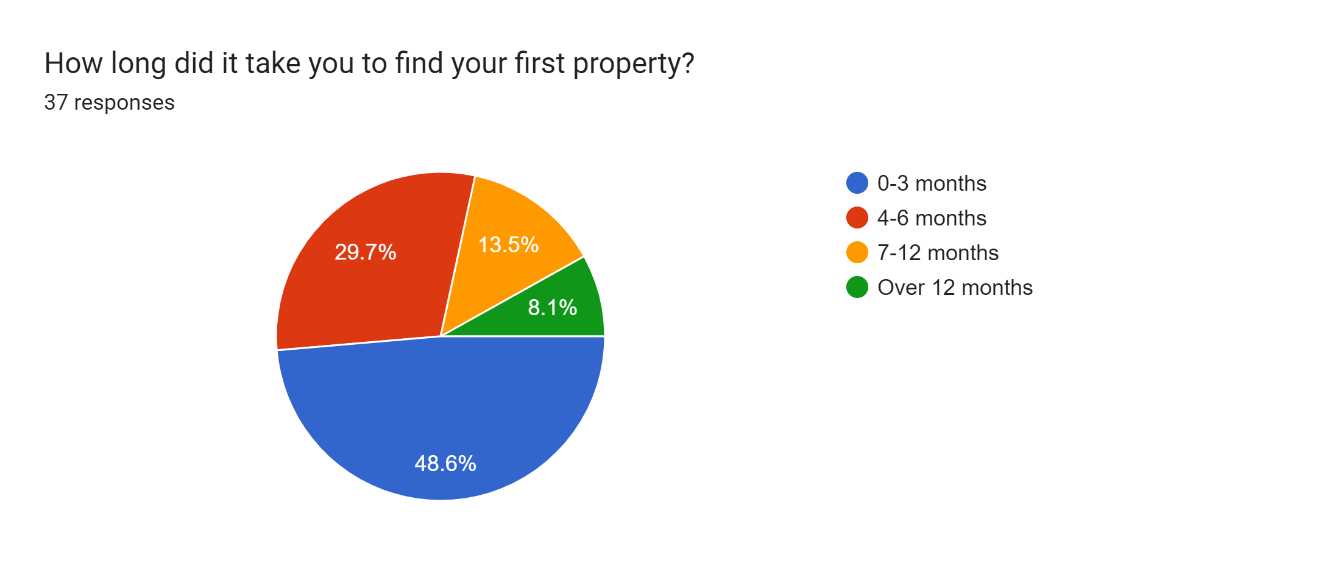 How long did it take you to find your first property?
37 responses
0-3 months
4-6 months
7-12 months
Over 12 months
29.7%
13.5%
8.1%
48.6%